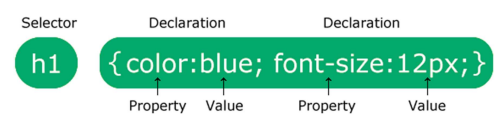 Selector Declaration Declaration
h1 {color:blue; font-size:12px;}
Property Value Property Value